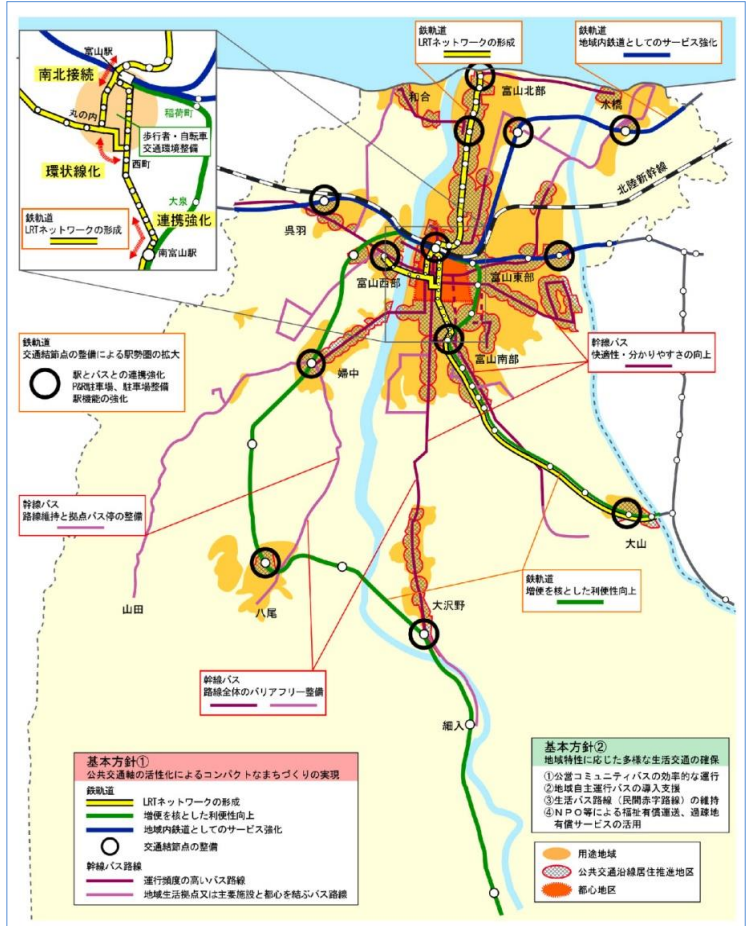 富山駅
南北接続
丸の内
稲荷町
歩行者・自転車
交通環境整備
西町
環状線化
大泉
連携強化
鉄軌道
LRTネットワークの形成
南富山駅
鉄軌道
LRTネットワークの形成
鉄軌道
地域内鉄道としてのサービス強化
和合
富山北部
水橋
北陸新幹線
呉羽
富山西部
富山東部
富山南部
鉄軌道
交通結節点の整備による駅勢圏の拡大
駅とバスとの連携強化
P&R駐車場、駐車場整備
駅機能の強化
婦中
幹線バス
快適性・分かりやすさの向上
幹線バス
路線維持と拠点バス停の整備
大山
鉄軌道
増便を核とした利便性向上
山田
八尾
大沢野
幹線バス
路線全体のバリアフリー整備
細入
基本方針①
公共交通軸の活性化によるコンパクトなまちづくりの実現
鉄軌道
LRTネットワークの形成
増便を核とした利便性向上
地域内鉄道としてのサービス強化
交通結節点の整備
幹線バス路線
運行頻度の高いバス路線
地域生活拠点又は主要施設と都心を結ぶバス路線
基本方針②
地域特性に応じた多様な生活交通の確保
①公営コミュニティバスの効率的な運行
②地域自主運行バスの導入支援
③生活バス路線（民間赤字路線）の維持
④NPO等による福祉有償運送、過疎地
有償サービスの活用
用途地域
公共交通沿線居住推進地区
都心地区